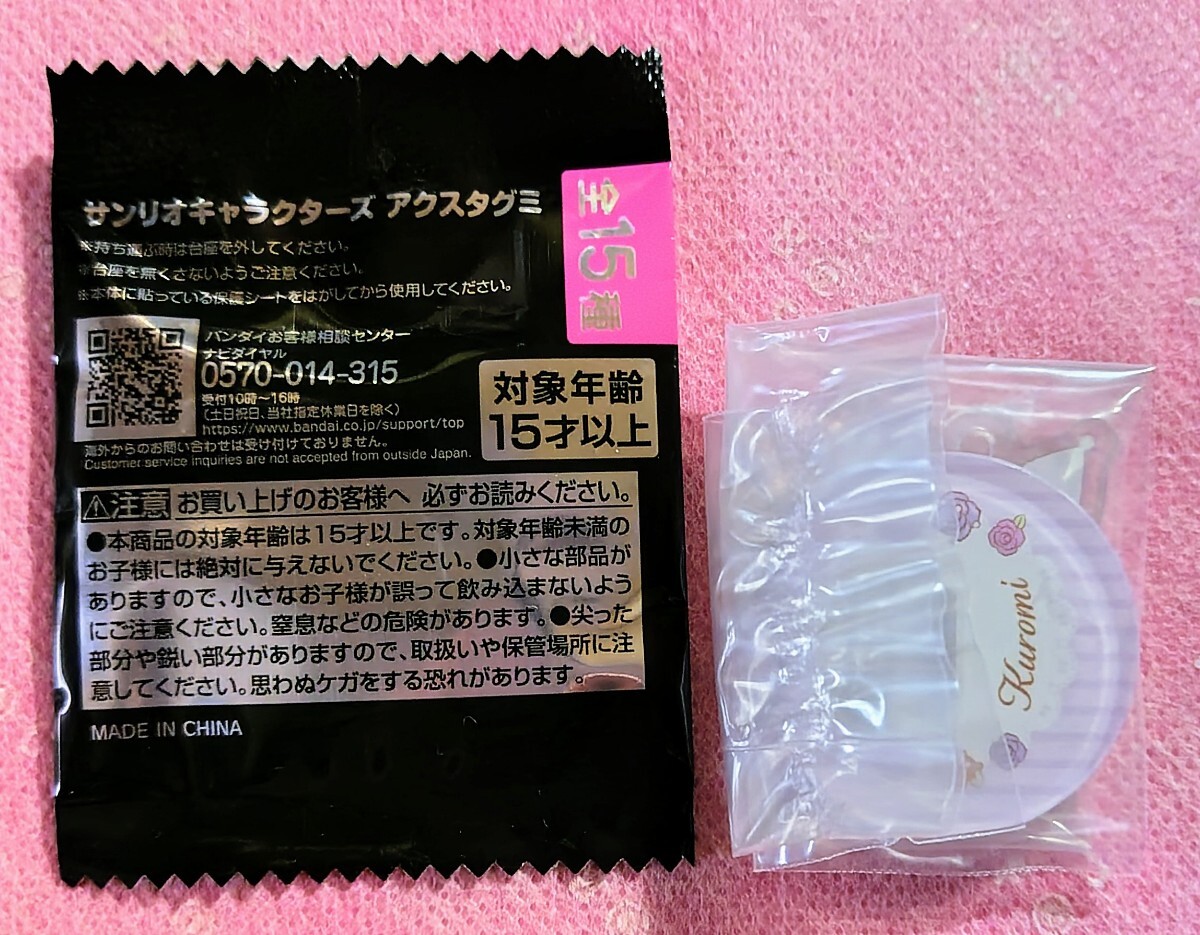 サンリオキャラクターズ アクスタグミ
※持ち運ぶ時は台座を外してください。
※台座を無くさないようご注意ください。
※本体に貼っている保護シートをはがしてから使用してください。
全15種
バンダイお客様相談センター
ナビダイヤル
0570-014-315
受付10時～16時
(土日祝日、当社指定休業日を除く)
https://www.bandai.co.jp/support/top
海外からのお問い合わせは受け付けておりません。
Customer service inquiries are not accepted from outside Japan.
対象年齢
15才以上
⚠注意 お買い上げのお客様へ 必ずお読みください。
●本商品の対象年齢は15才以上です。対象年齢未満の
お子様には絶対に与えないでください。●小さな部品が
ありますので、小さなお子様が誤って飲み込まないよう
にご注意ください。窒息などの危険があります。●尖った
部分や鋭い部分がありますので、取扱いや保管場所に注
意してください。思わぬケガをする恐れがあります。
MADE IN CHINA
Kuromi